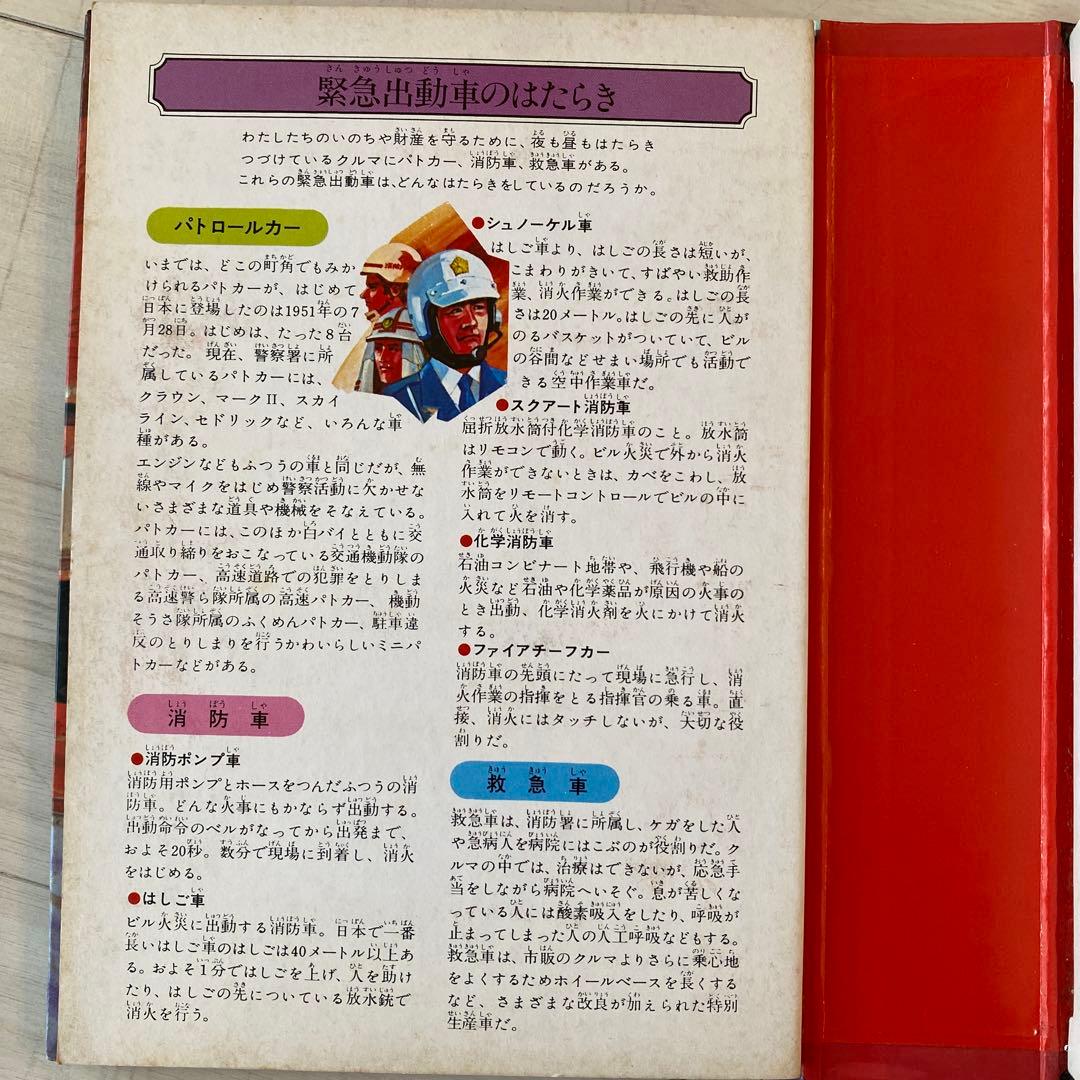 緊急出動車のはたらき
わたしたちのいのちや財産を守るために、夜も昼もはたらき
つづけているクルマにパトカー、消防車、救急車がある。
これらの緊急出動車は、どんなはたらきをしているのだろうか。
パトロールカー
いまでは、どこの町角でもみか
けられるパトカーが、はじめて
日本に登場したのは1951年の7
月28日。はじめは、たった8台
だった。現在、警察署に所
属しているパトカーには、
クラウン、マークII、スカイ
ライン、セドリックなど、いろんな車
種がある。
エンジンなどもふつうの車と同じだが、無
線やマイクをはじめ警察活動に欠かせな
いさまざまな道具や機械をそなえている。
パトカーには、このほか白バイとともに交
通取り締りをおこなっている交通機動隊の
パトカー、高速道路での犯罪をとりしま
る高速警ら隊所属の高速パトカー、機動
そうさ隊所属のふくめんパトカー、駐車違
反のとりしまりを行うかわいらしいミニパ
トカーなどがある。
消防車
●消防ポンプ車
消防用ポンプとホースをつんだふつうの消
防車。どんな火事にもかならず出動する。
出動命令のベルがなってから出発まで、
およそ20秒。数分で現場に到着し、消火
をはじめる。
●はしご車
ビル火災に出動する消防車。日本で一番
長いはしご車のはしごは40メートル以上あ
る。およそ1分ではしごを上げ、人を助け
たり、はしごの先についている放水銃で
消火を行う。
●シュノーケル車
はしご車より、はしごの長さは短いが、
こまわりがきいて、すばやい救助作
業、消火作業ができる。はしごの長
さは20メートル。はしごの先に人が
のるバスケットがついていて、ビル
の谷間などせまい場所でも活動で
きる空中作業車だ。
●スクアート消防車
屈折放水筒付化学消防車のこと。放水筒
はリモコンで動く。ビル火災で外から消火
作業ができないときは、カベをこわし、放
水筒をリモートコントロールでビルの中に
入れて火を消す。
●化学消防車
石油コンビナート地帯や、飛行機や船の
火災など石油や化学薬品が原因の火事の
とき出動、化学消火剤を火にかけて消火
する。
●ファイアチーフカー
消防車の先頭にたって現場に急行し、消
火作業の指揮をとる指揮官の乗る車。直
接、消火にはタッチしないが、大切な役
割りだ。
救急車
救急車は、消防署に所属し、ケガをした人
や急病人を病院にはこぶのが役割りだ。ク
ルマの中では、治療はできないが、応急手
当をしながら病院へいそぐ。息が苦しくな
っている人には酸素吸入をしたり、呼吸が
止まってしまった人の人工呼吸などもする。
救急車は、市販のクルマよりさらに乗心地
をよくするためホイールベースを長くする
など、さまざまな改良が加えられた特別
生産車だ。